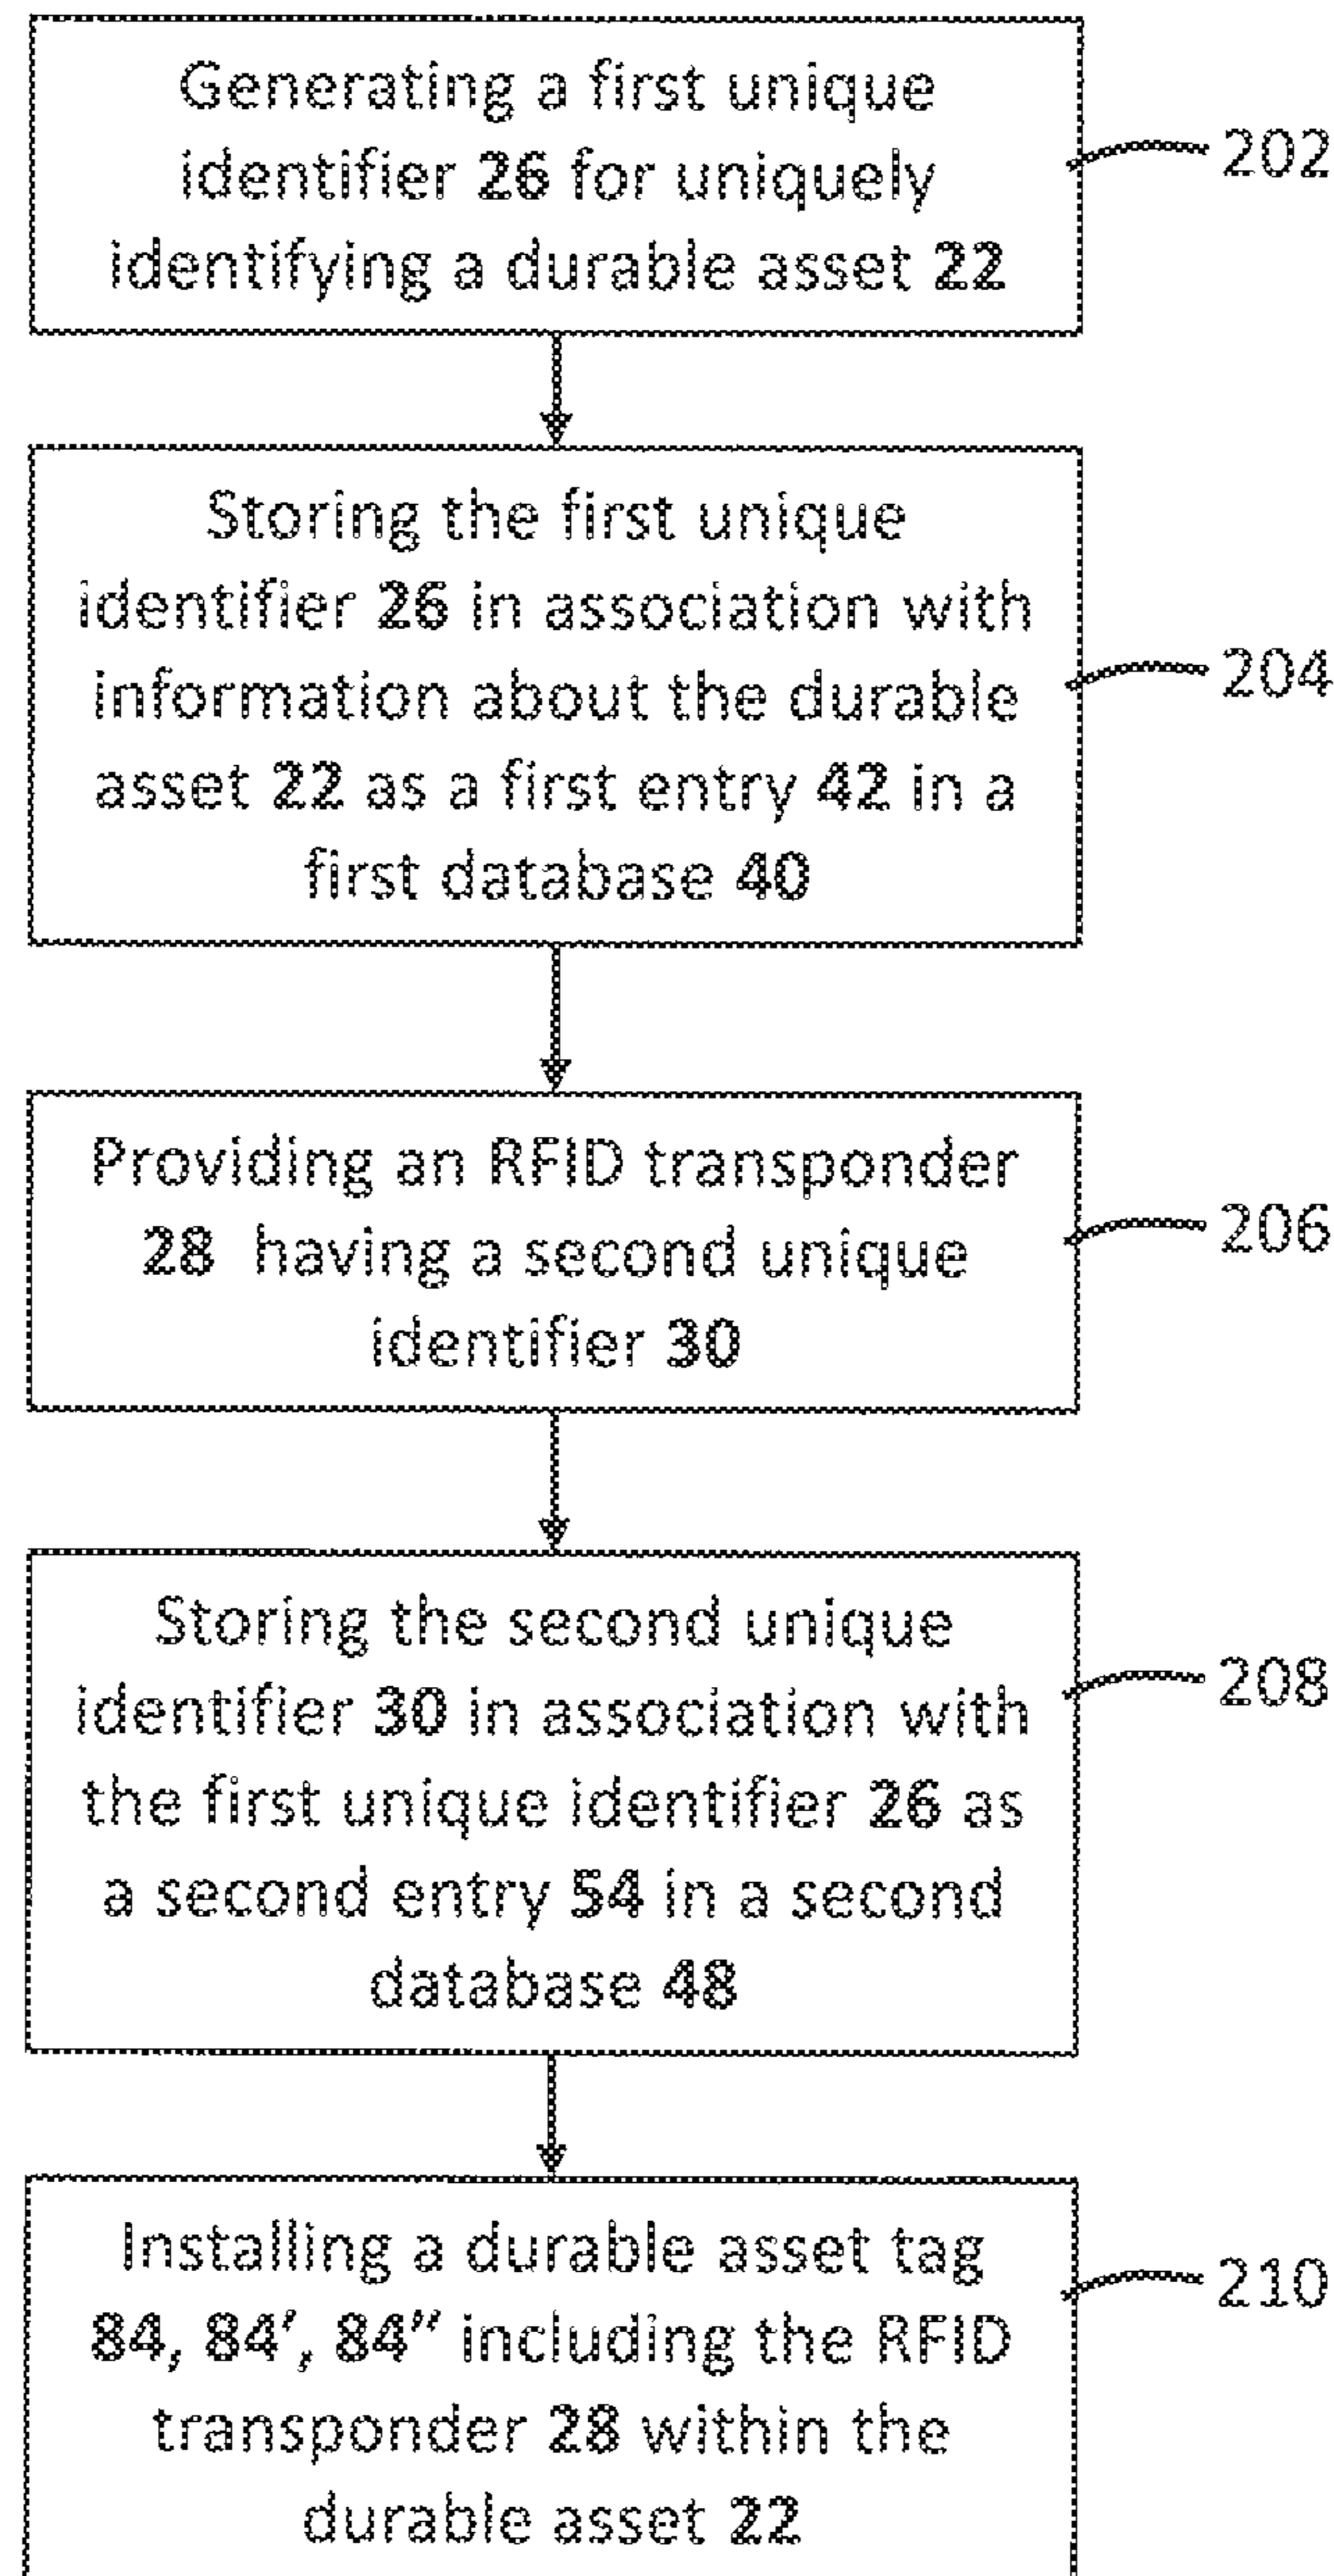 Generating a first unique
identifier 26 for uniquely
identifying a durable asset 22
202
Storing the first unique
identifier 26 in association with
information about the durable
asset 22 as a first entry 42 in a
first database 40
204
Providing an RFID transponder
28 having a second unique
identifier 30
206
Storing the second unique
identifier 30 in association with
the first unique identifier 26 as
a second entry 54 in a second
database 48
208
Installing a durable asset tag
84, 84′, 84″ including the RFID
transponder 28 within the
durable asset 22
210